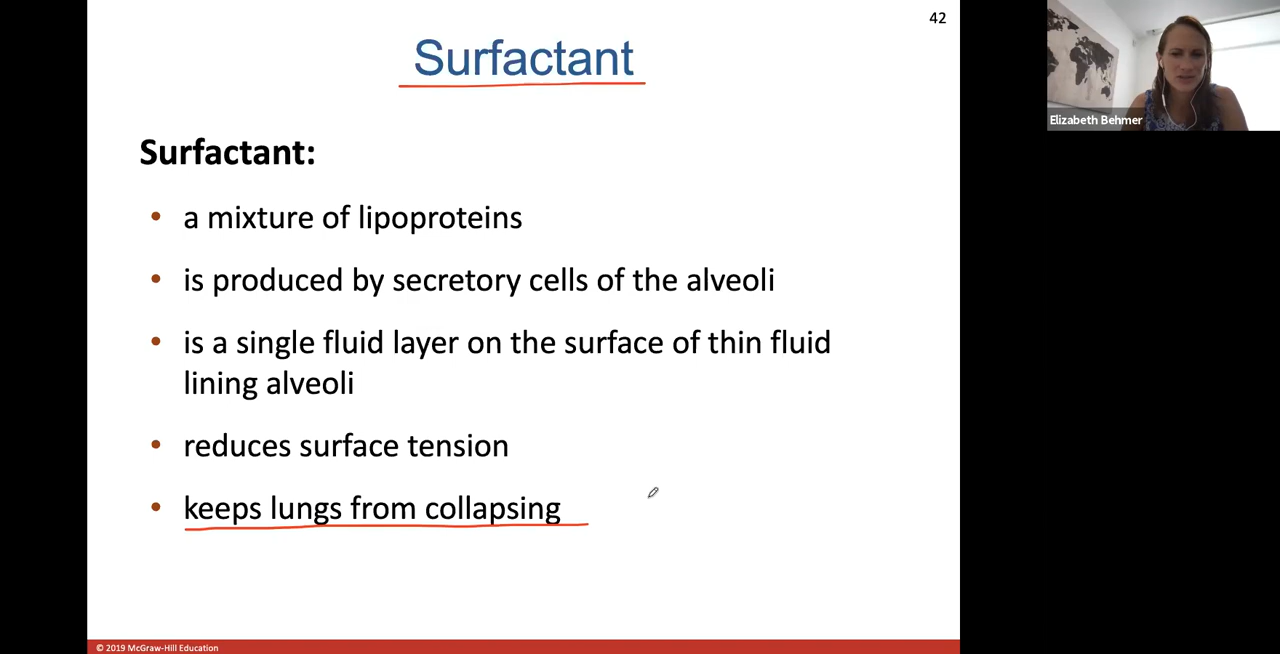 42
Surfactant
Surfactant:
• a mixture of lipoproteins
• is produced by secretory cells of the alveoli
• is a single fluid layer on the surface of thin fluid
lining alveoli
• reduces surface tension
• keeps lungs from collapsing
© 2019 McGraw-Hill Education
Elizabeth Behmer